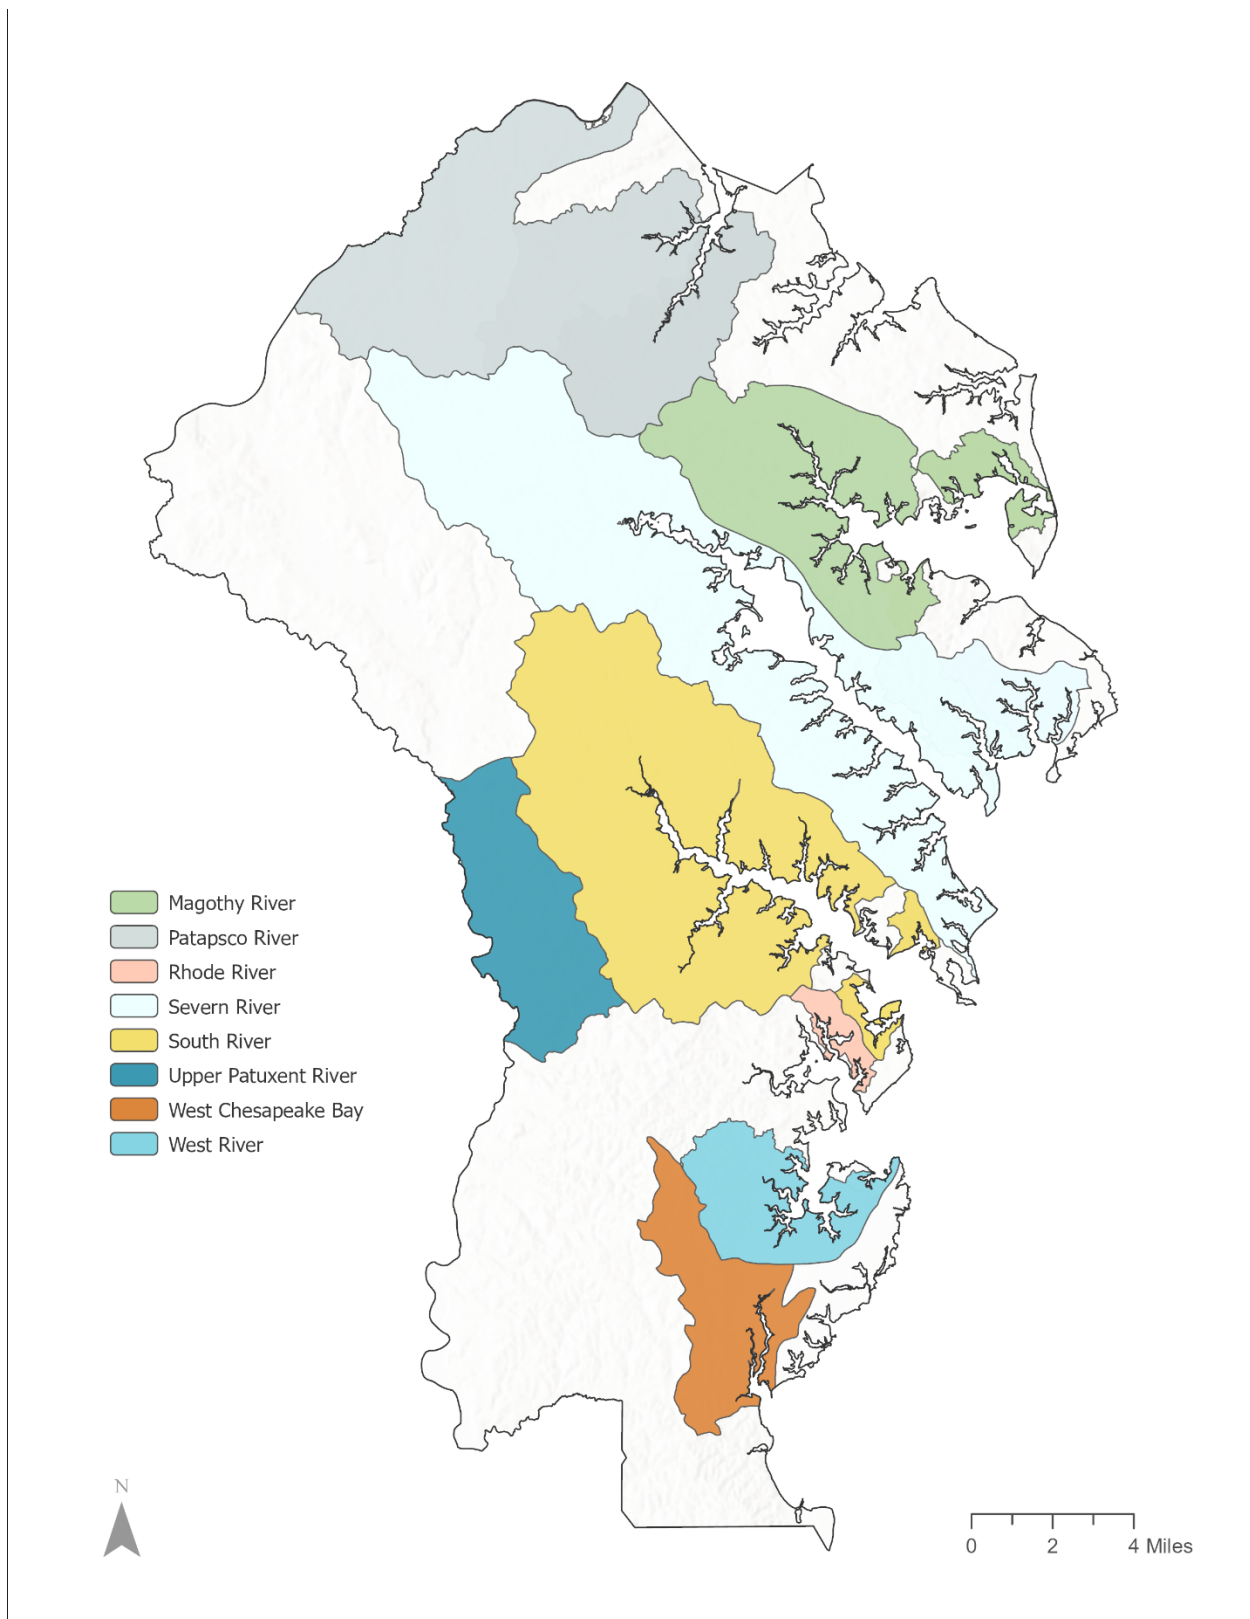 Magothy River
Patapsco River
Rhode River
Severn River
South River
Upper Patuxent River
West Chesapeake Bay
West River
N
0 2 4 Miles